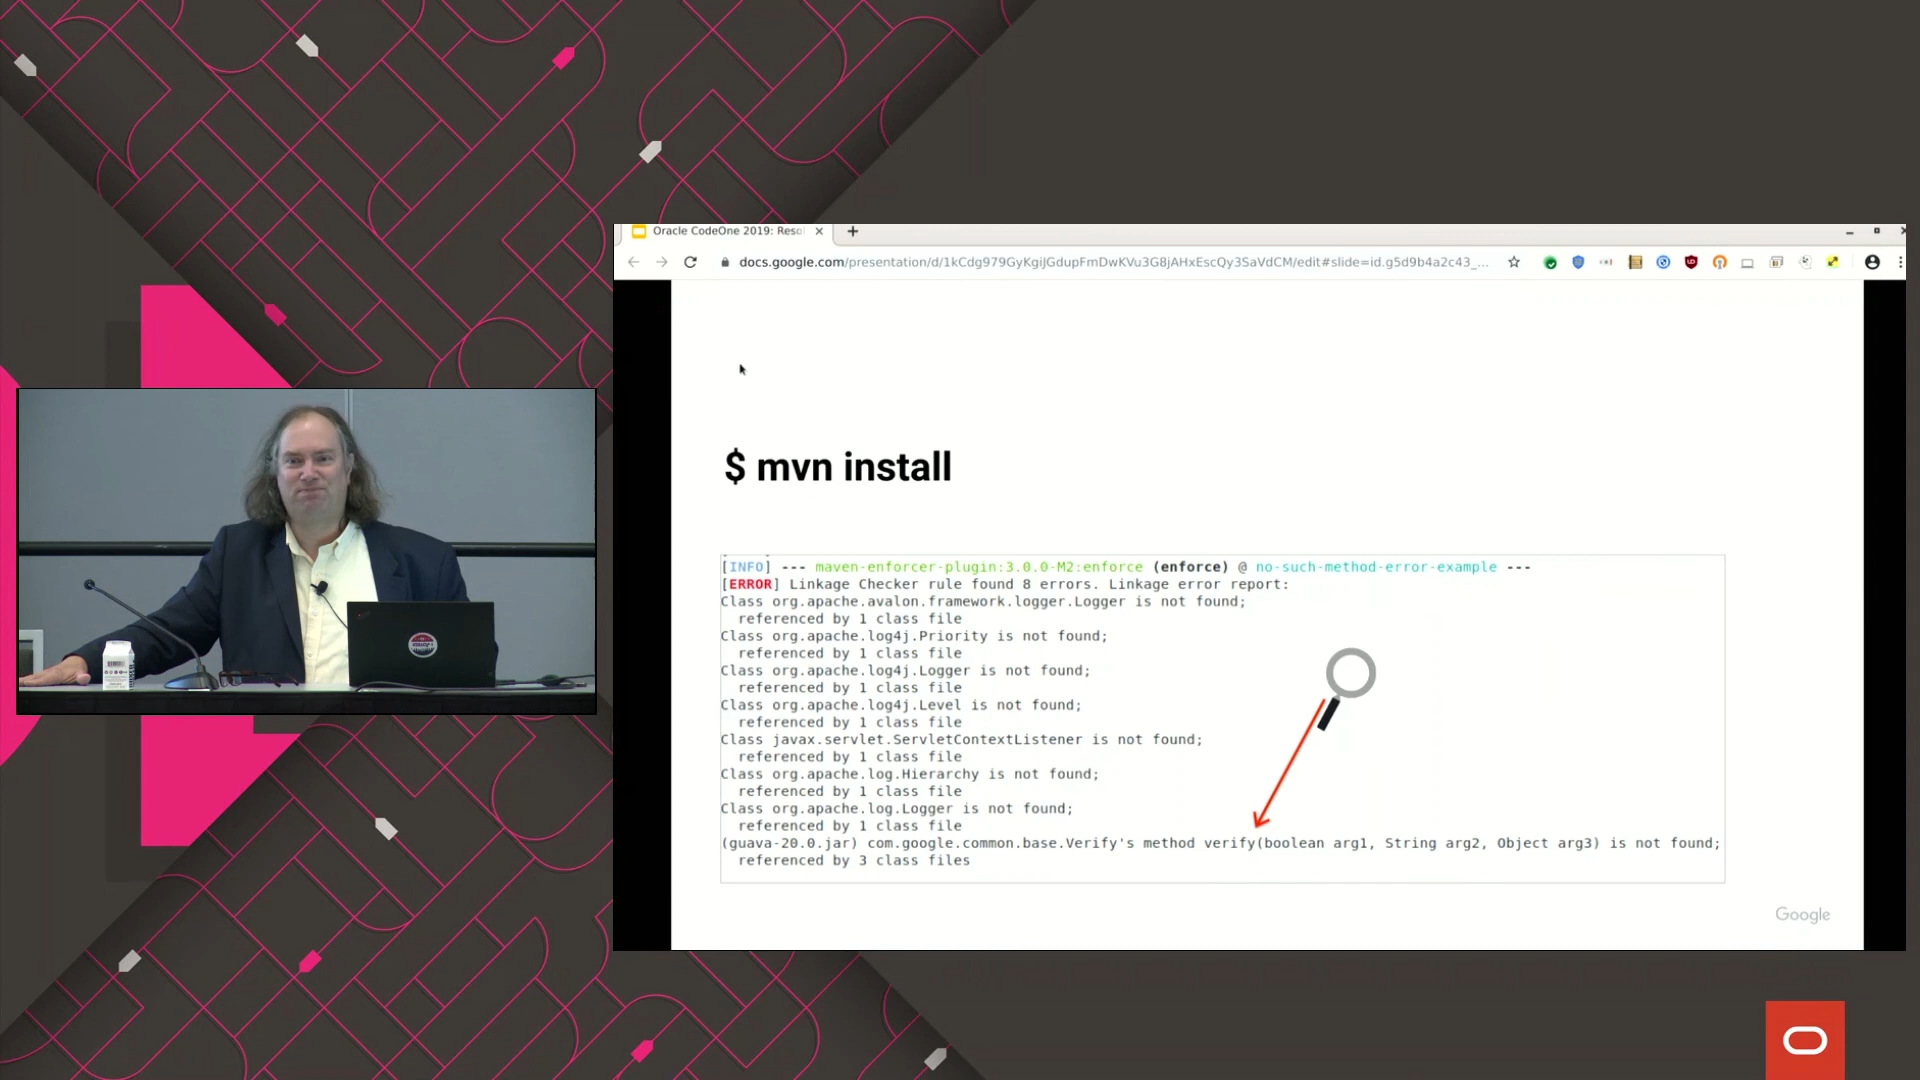 Oracle CodeOne 2019: Reso
docs.google.com/presentation/d/1kCdg979GyKgiJGdupFmDwKVu3G8jAHxEscQy3SaVdCM/edit#slide=id.g5d9b4a2c43_...
$ mvn install
[INFO] --- maven-enforcer-plugin:3.0.0-M2:enforce (enforce) @ no-such-method-error-example ---
[ERROR] Linkage Checker rule found 8 errors. Linkage error report:
Class org.apache.avalon.framework.logger.Logger is not found;
referenced by 1 class file
Class org.apache.log4j.Priority is not found;
referenced by 1 class file
Class org.apache.log4j.Logger is not found;
referenced by 1 class file
Class org.apache.log4j.Level is not found;
referenced by 1 class file
Class javax.servlet.ServletContextListener is not found;
referenced by 1 class file
Class org.apache.log.Hierarchy is not found;
referenced by 1 class file
Class org.apache.log.Logger is not found;
referenced by 1 class file
(guava-20.0.jar) com.google.common.base.Verify's method verify(boolean arg1, String arg2, Object arg3) is not found;
referenced by 3 class files
Google